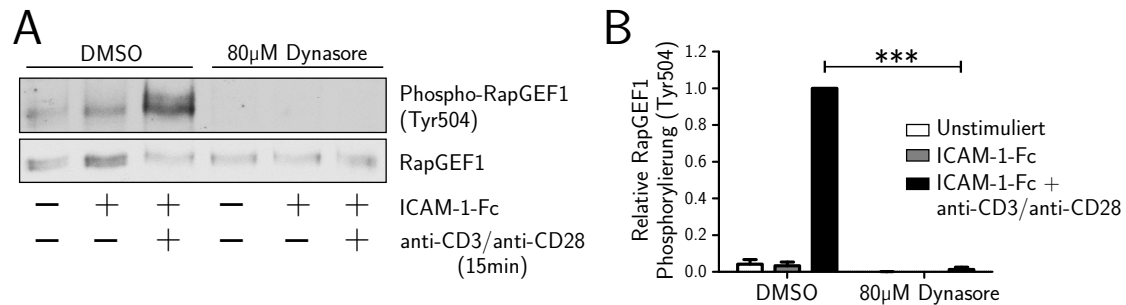 A
DMSO
80µM Dynasore
Phospho-RapGEF1
(Tyr504)
RapGEF1
− + + − + + ICAM-1-Fc
− − + − − + anti-CD3/anti-CD28
(15min)
B
Relative RapGEF1
Phosphorylierung (Tyr504)
1.2
1.0
0.8
0.6
0.4
0.2
0.0
***
DMSO
80µM Dynasore
Unstimuliert
ICAM-1-Fc
ICAM-1-Fc +
anti-CD3/anti-CD28